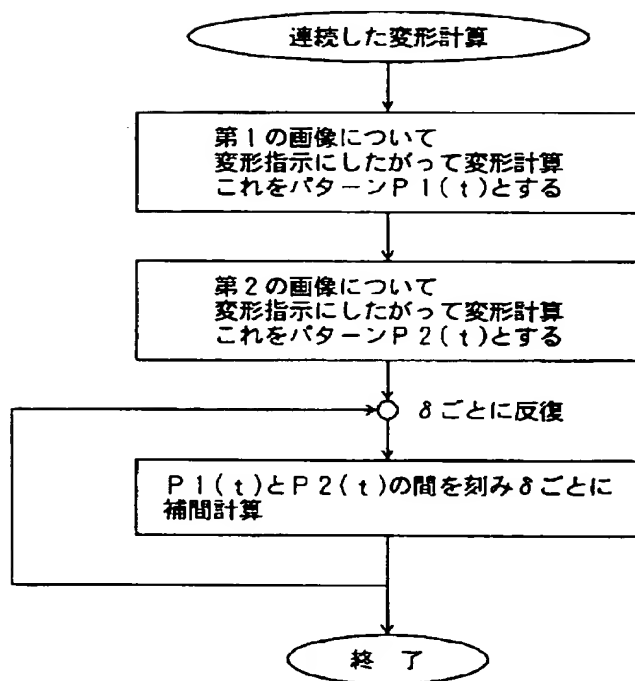 連続した変形計算
第1の画像について
変形指示にしたがって変形計算
これをパターンP1(t)とする
第2の画像について
変形指示にしたがって変形計算
これをパターンP2(t)とする
δごとに反復
P1(t)とP2(t)の間を刻みδごとに
補間計算
終 了